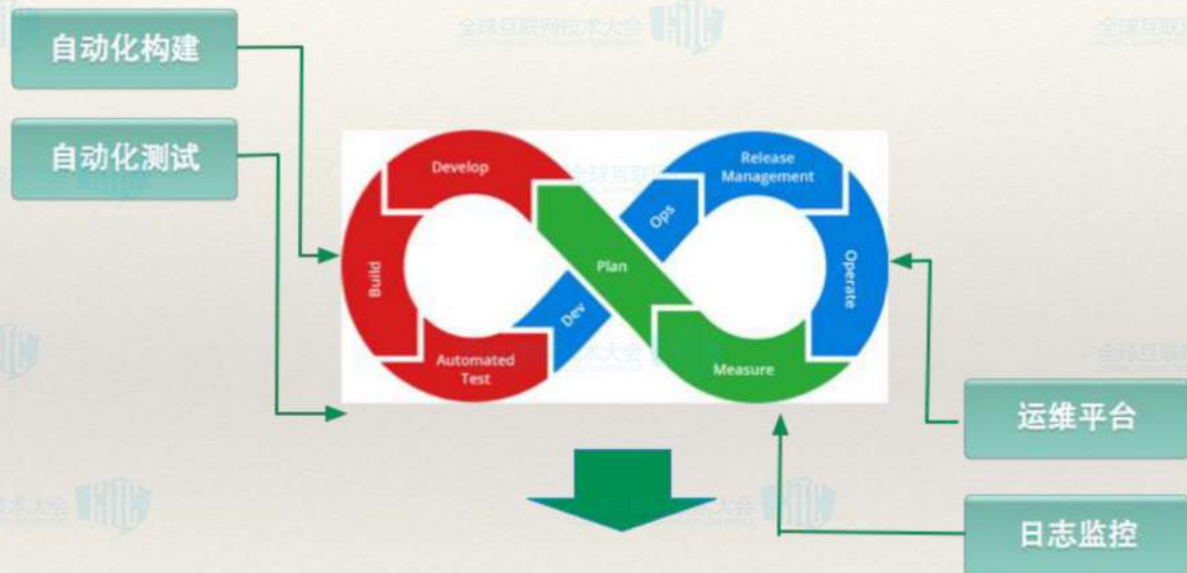 全球互联网技术大会
自动化构建
自动化测试
Develop
Release
Management
Ops
Plan
Build
Operate
Dev
Automated
Test
Measure
运维平台
日志监控